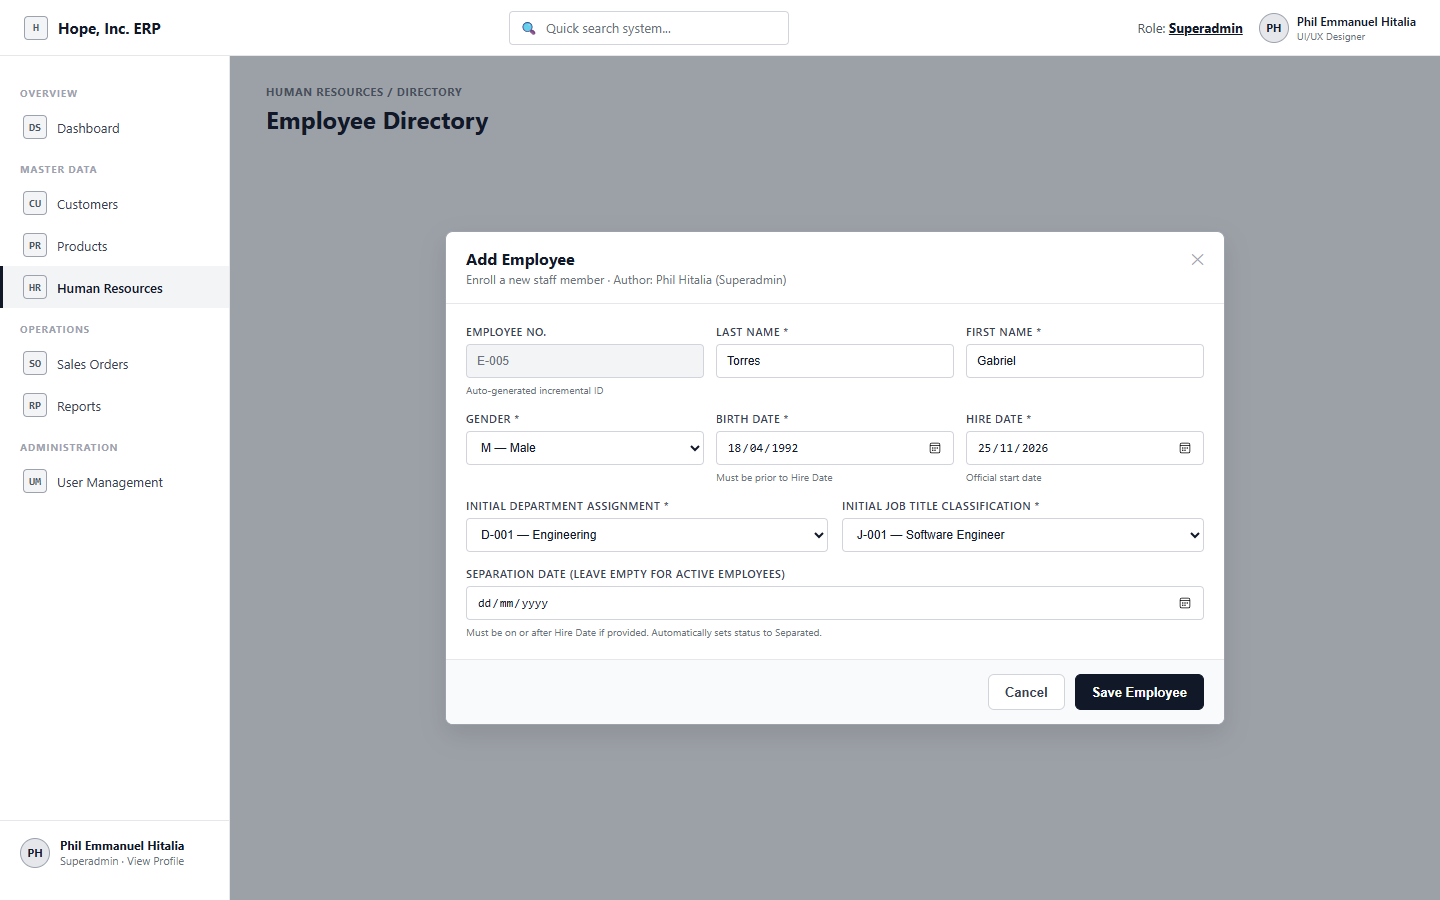 H Hope, Inc. ERP
Quick search system...
Role: Superadmin
PH Phil Emmanuel Hitalia
UI/UX Designer
OVERVIEW
DS Dashboard
MASTER DATA
CU Customers
PR Products
HR Human Resources
OPERATIONS
SO Sales Orders
RP Reports
ADMINISTRATION
UM User Management
PH Phil Emmanuel Hitalia
Superadmin · View Profile
HUMAN RESOURCES / DIRECTORY
Employee Directory
Add Employee
Enroll a new staff member · Author: Phil Hitalia (Superadmin)
EMPLOYEE NO. LAST NAME * FIRST NAME *
E-005 Torres Gabriel
Auto-generated incremental ID
GENDER * BIRTH DATE * HIRE DATE *
M — Male 18/04/1992 25/11/2026
Must be prior to Hire Date Official start date
INITIAL DEPARTMENT ASSIGNMENT * INITIAL JOB TITLE CLASSIFICATION *
D-001 — Engineering J-001 — Software Engineer
SEPARATION DATE (LEAVE EMPTY FOR ACTIVE EMPLOYEES)
dd/mm/yyyy
Must be on or after Hire Date if provided. Automatically sets status to Separated.
Cancel Save Employee